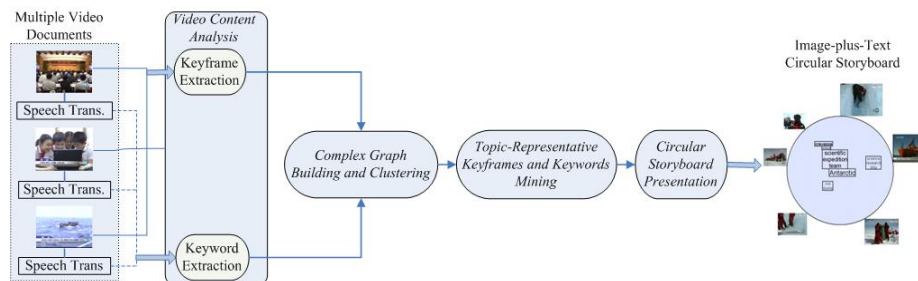 Multiple Video
Documents
Speech Trans.
Speech Trans.
Speech Trans
Video Content
Analysis
Keyframe
Extraction
Keyword
Extraction
Complex Graph
Building and Clustering
Topic-Representative
Keyframes and Keywords
Mining
Circular
Storyboard
Presentation
Image-plus-Text
Circular Storyboard
scientific
expedition
team
Antarctic